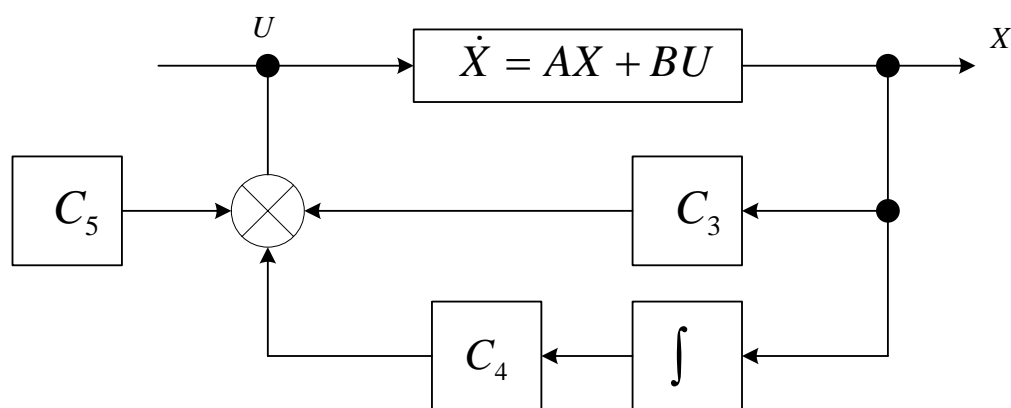 U
X
Ẋ = AX + BU
C₅
C₃
C₄
∫